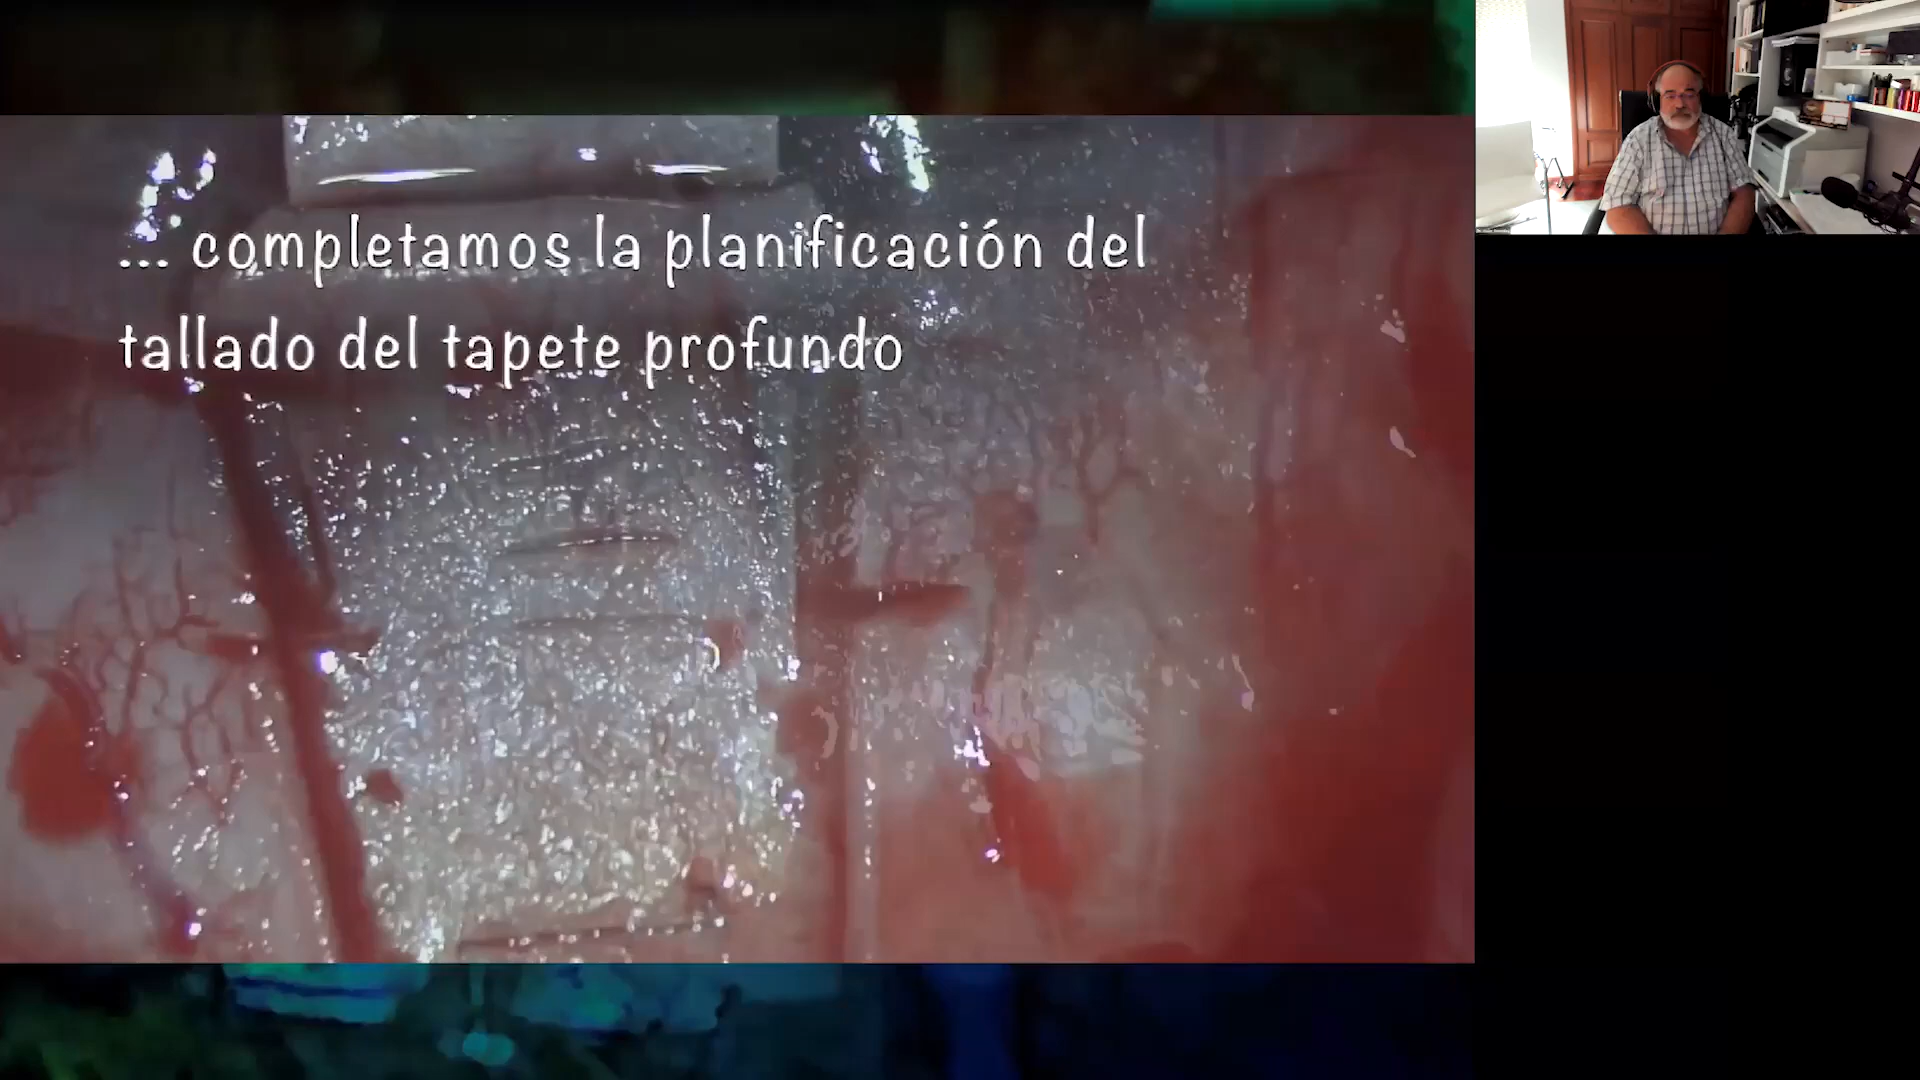 ... completamos la planificación del
tallado del tapete profundo